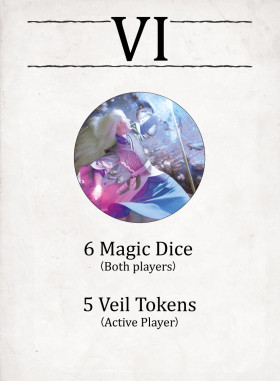 VI
6 Magic Dice
(Both players)
5 Veil Tokens
(Active Player)